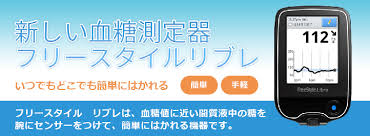 新しい血糖測定器
フリースタイルリブレ
いつでもどこでも簡単にはかれる
簡単
手軽
フリースタイル　リブレは、血糖値に近い間質液中の糖を
腕にセンサーをつけて、簡単にはかれる機器です。
112
FreeStyle Libre